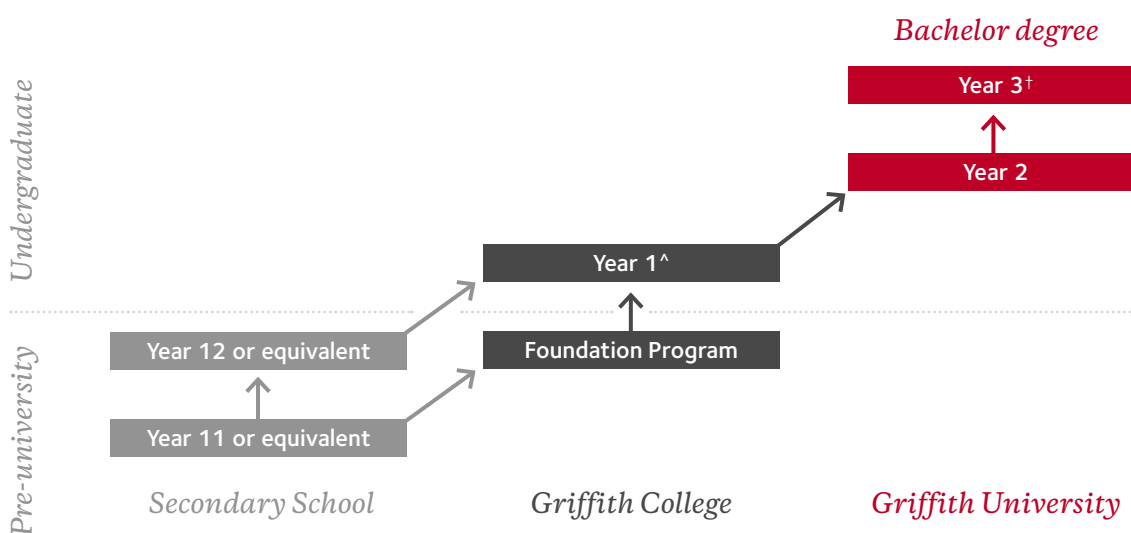 Bachelor degree
Year 3†
Undergraduate
Year 2
Year 1^
Year 12 or equivalent
Foundation Program
Pre-university
Year 11 or equivalent
Secondary School
Griffith College
Griffith University